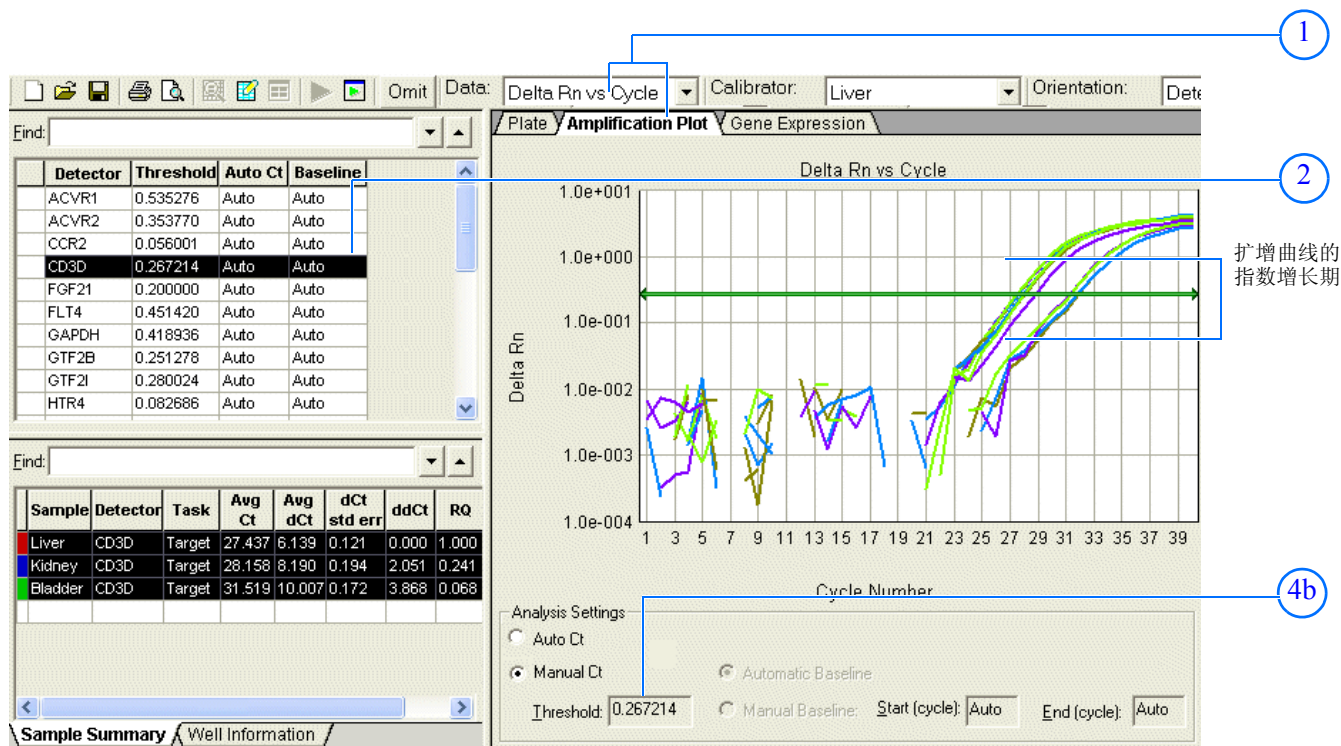 1
Omit Data: Delta Rn vs Cycle Calibrator: Liver Orientation: Dete
Find:
Plate Amplification Plot Gene Expression
Detector Threshold Auto Ct Baseline
ACVR1 0.535276 Auto Auto
ACVR2 0.353770 Auto Auto
CCR2 0.056001 Auto Auto
CD3D 0.267214 Auto Auto
FGF21 0.200000 Auto Auto
FLT4 0.451420 Auto Auto
GAPDH 0.418936 Auto Auto
GTF2B 0.251278 Auto Auto
GTF2I 0.280024 Auto Auto
HTR4 0.082686 Auto Auto
Find:
Sample Detector Task Avg Ct Avg dCt dCt std err ddCt RQ
Liver CD3D Target 27.437 6.139 0.121 0.000 1.000
Kidney CD3D Target 28.158 8.190 0.194 2.051 0.241
Bladder CD3D Target 31.519 10.007 0.172 3.868 0.068
Sample Summary Well Information
Delta Rn vs Cycle
2
扩增曲线的
指数增长期
Delta Rn
1.0e+001
1.0e+000
1.0e-001
1.0e-002
1.0e-003
1.0e-004
1 3 5 7 9 11 13 15 17 19 21 23 25 27 29 31 33 35 37 39
Cycle Number
4b
Analysis Settings
Auto Ct
Manual Ct Automatic Baseline
Threshold: 0.267214 Manual Baseline: Start (cycle): Auto End (cycle): Auto